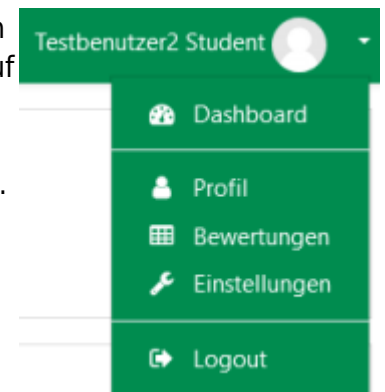 Testbenutzer2 Student
Dashboard
Profil
Bewertungen
Einstellungen
Logout